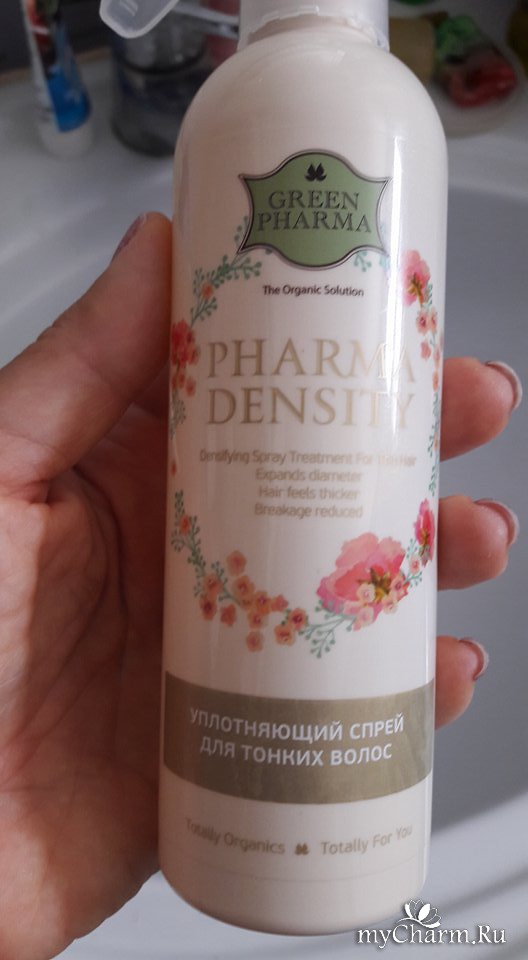 GREEN
PHARMA
The Organic Solution
PHARMA
DENSITY
Densifying Spray Treatment For Thin Hair
Expands diameter
Hair feels thicker
Breakage reduced
УПЛОТНЯЮЩИЙ СПРЕЙ
ДЛЯ ТОНКИХ ВОЛОС
Totally Organics Totally For You
myCharm.Ru